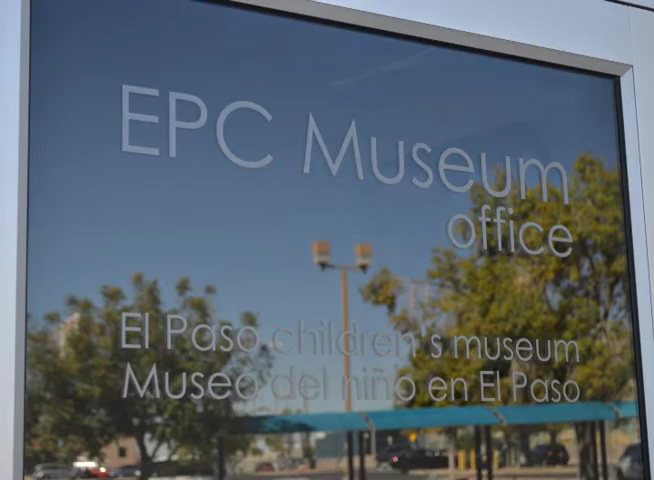 EPC Museum
office
El Paso children's museum
Museo del niño en El Paso